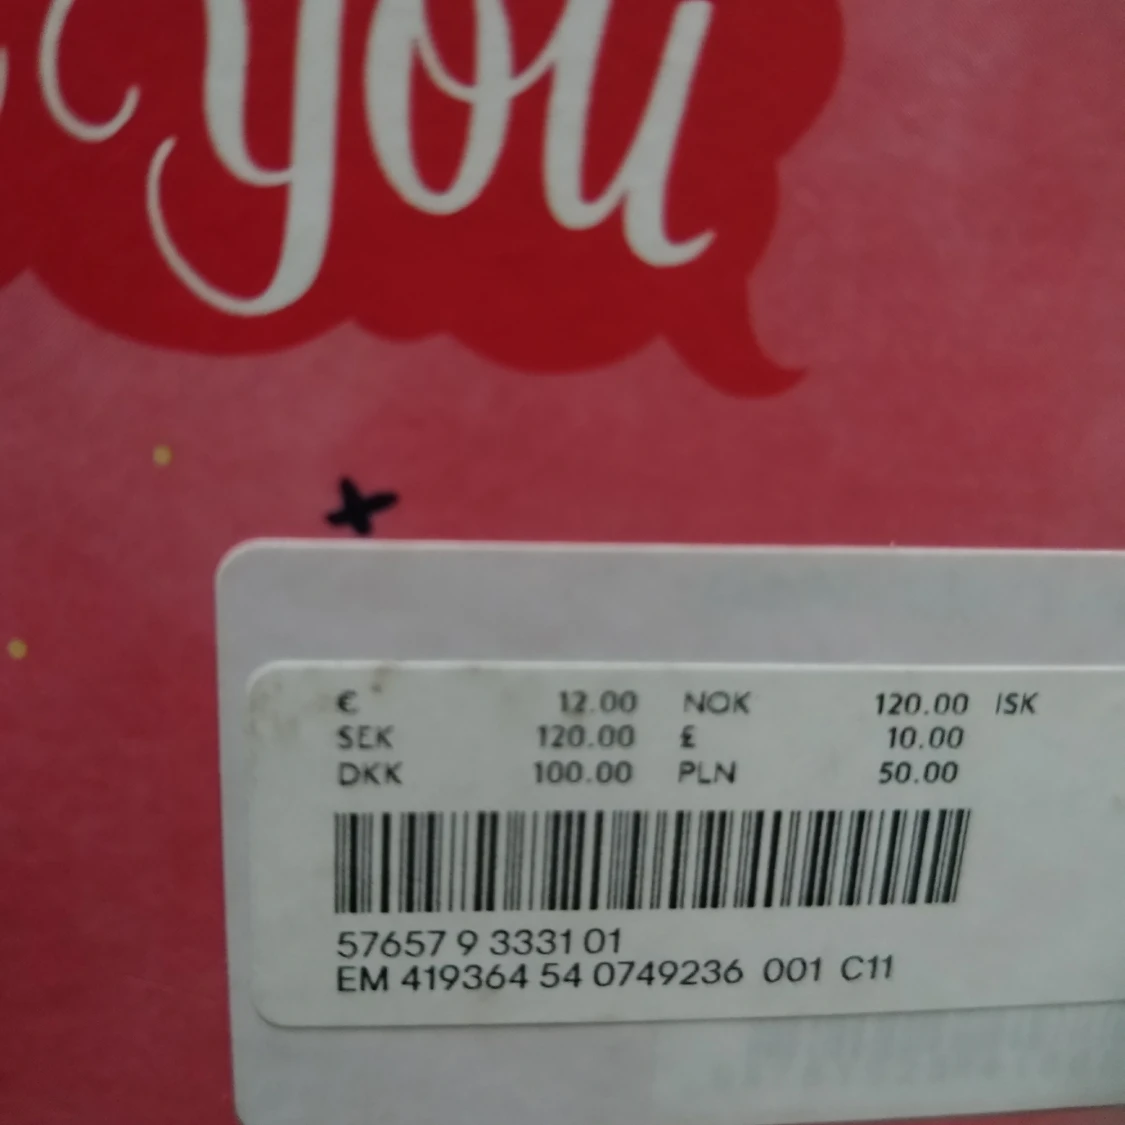 you
€ 12.00 NOK 120.00 ISK
SEK 120.00 £ 10.00
DKK 100.00 PLN 50.00
57657 9 3331 01
EM 419364 54 0749236 001 C11